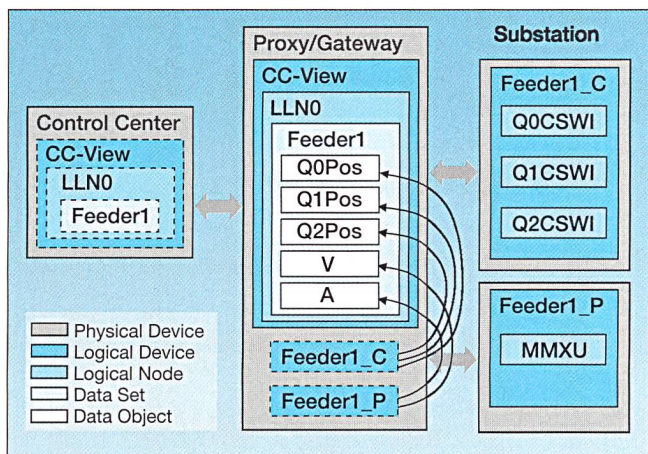 Control Center
CC-View
LLN0
Feeder1
Proxy/Gateway
CC-View
LLN0
Feeder1
Q0Pos
Q1Pos
Q2Pos
V
A
Feeder1_C
Feeder1_P
Substation
Feeder1_C
Q0CSWI
Q1CSWI
Q2CSWI
Feeder1_P
MMXU
Physical Device
Logical Device
Logical Node
Data Set
Data Object